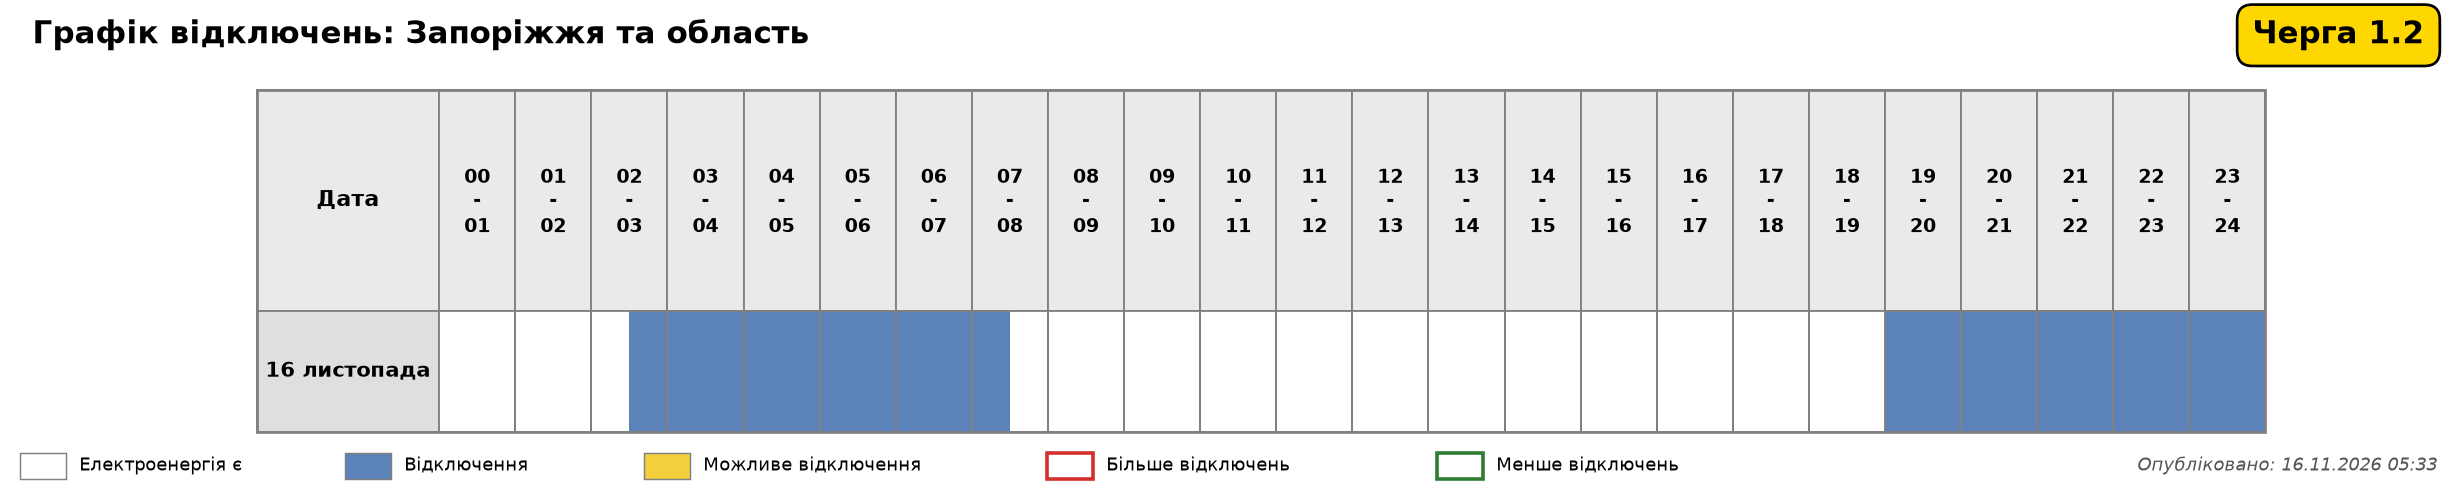 Графік відключень: Запоріжжя та область
Черга 1.2
Дата
00 - 01
01 - 02
02 - 03
03 - 04
04 - 05
05 - 06
06 - 07
07 - 08
08 - 09
09 - 10
10 - 11
11 - 12
12 - 13
13 - 14
14 - 15
15 - 16
16 - 17
17 - 18
18 - 19
19 - 20
20 - 21
21 - 22
22 - 23
23 - 24
16 листопада
Електроенергія є
Відключення
Можливе відключення
Більше відключень
Менше відключень
Опубліковано: 16.11.2026 05:33